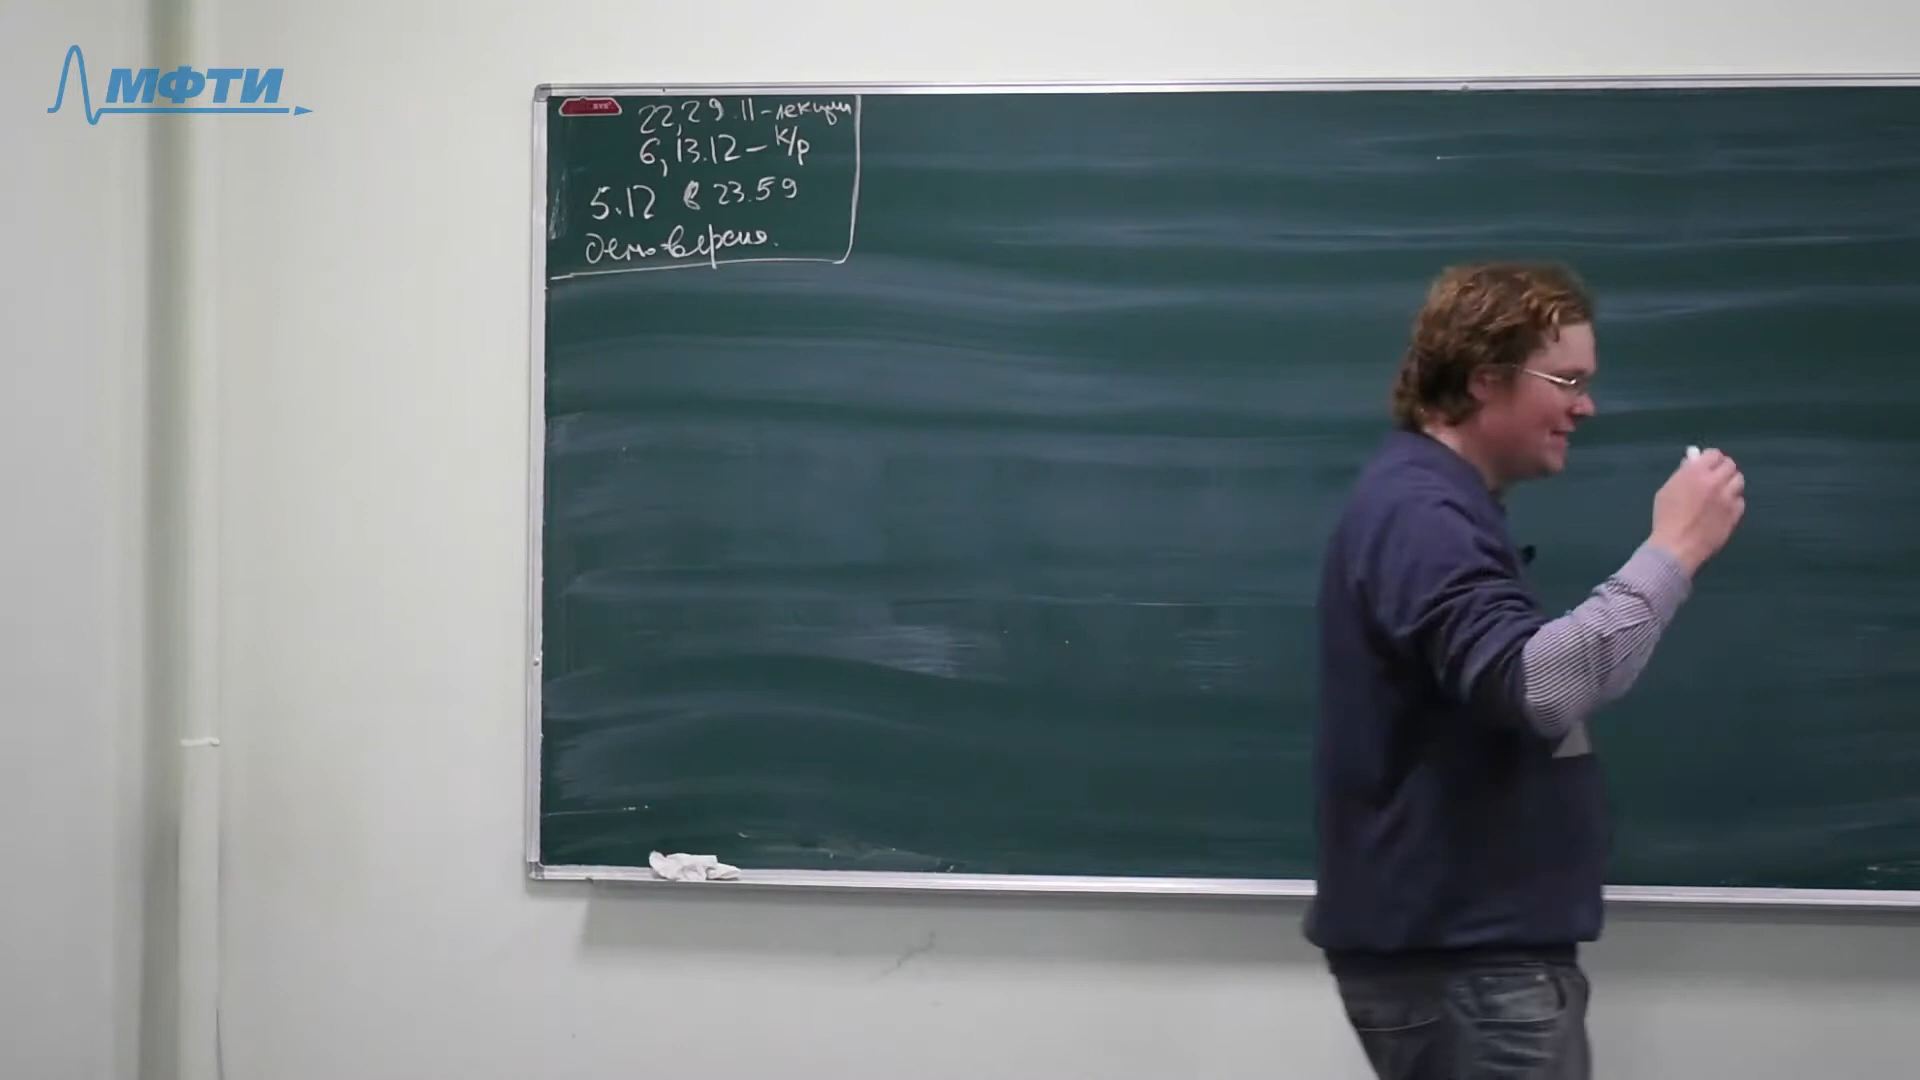 МФТИ
22,29.11-лекции
6,13.12-к/р
5.12 в 23.59
демо-версия.